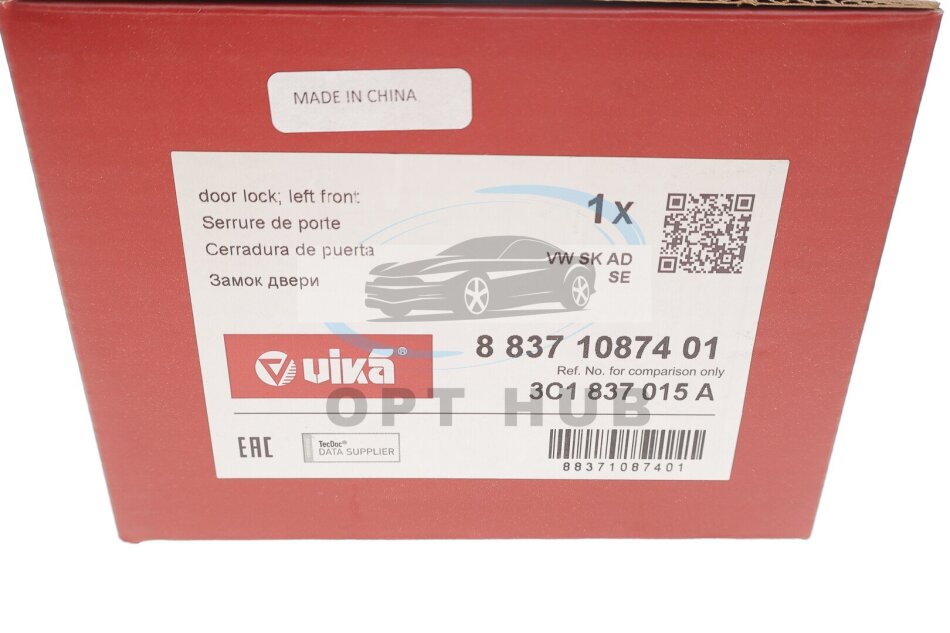 MADE IN CHINA
door lock; left front
Serrure de porte
Cerradura de puerta
Замок двери
1 x
VW SK AD
SE
vika®
8 837 10874 01
Ref. No. for comparison only
3C1 837 015 A
OPT HUB
EAC
TecDoc®
DATA SUPPLIER
88371087401